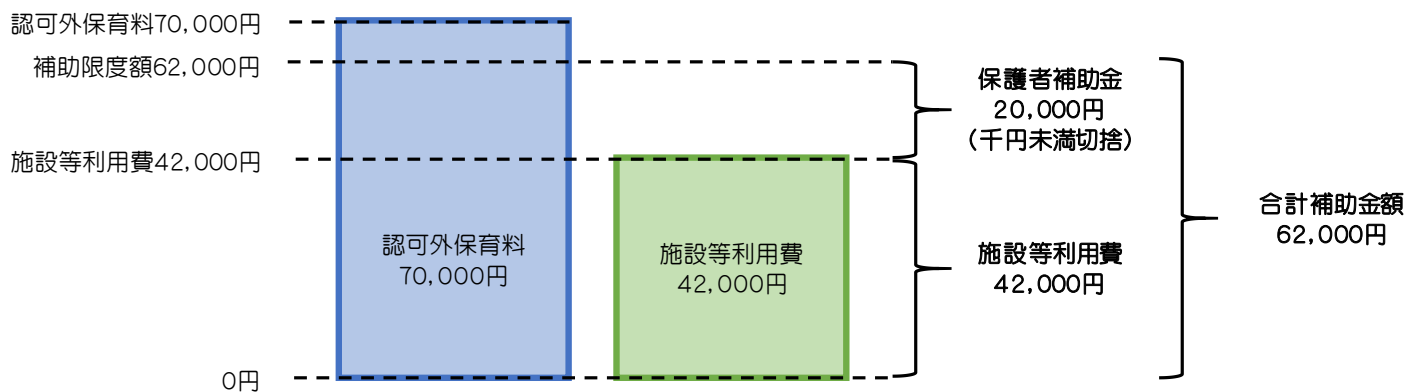 認可外保育料70,000円
補助限度額62,000円
施設等利用費42,000円
0円
認可外保育料
70,000円
施設等利用費
42,000円
保護者補助金
20,000円
(千円未満切捨)
施設等利用費
42,000円
合計補助金額
62,000円